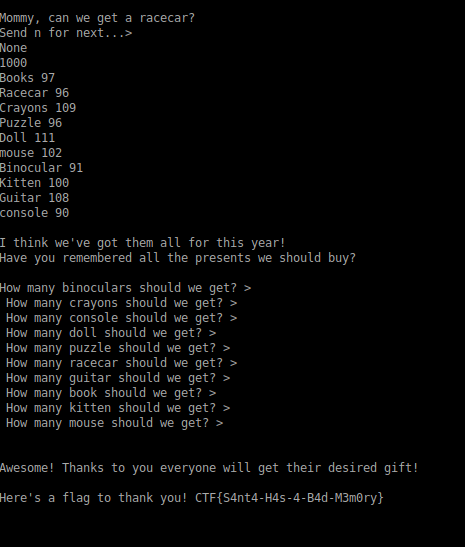 Mommy, can we get a racecar?
Send n for next...>
None
1000
Books 97
Racecar 96
Crayons 109
Puzzle 96
Doll 111
mouse 102
Binocular 91
Kitten 100
Guitar 108
console 90
I think we've got them all for this year!
Have you remembered all the presents we should buy?
How many binoculars should we get? >
How many crayons should we get? >
How many console should we get? >
How many doll should we get? >
How many puzzle should we get? >
How many racecar should we get? >
How many guitar should we get? >
How many book should we get? >
How many kitten should we get? >
How many mouse should we get? >
Awesome! Thanks to you everyone will get their desired gift!
Here's a flag to thank you! CTF{S4nt4-H4s-4-B4d-M3m0ry}